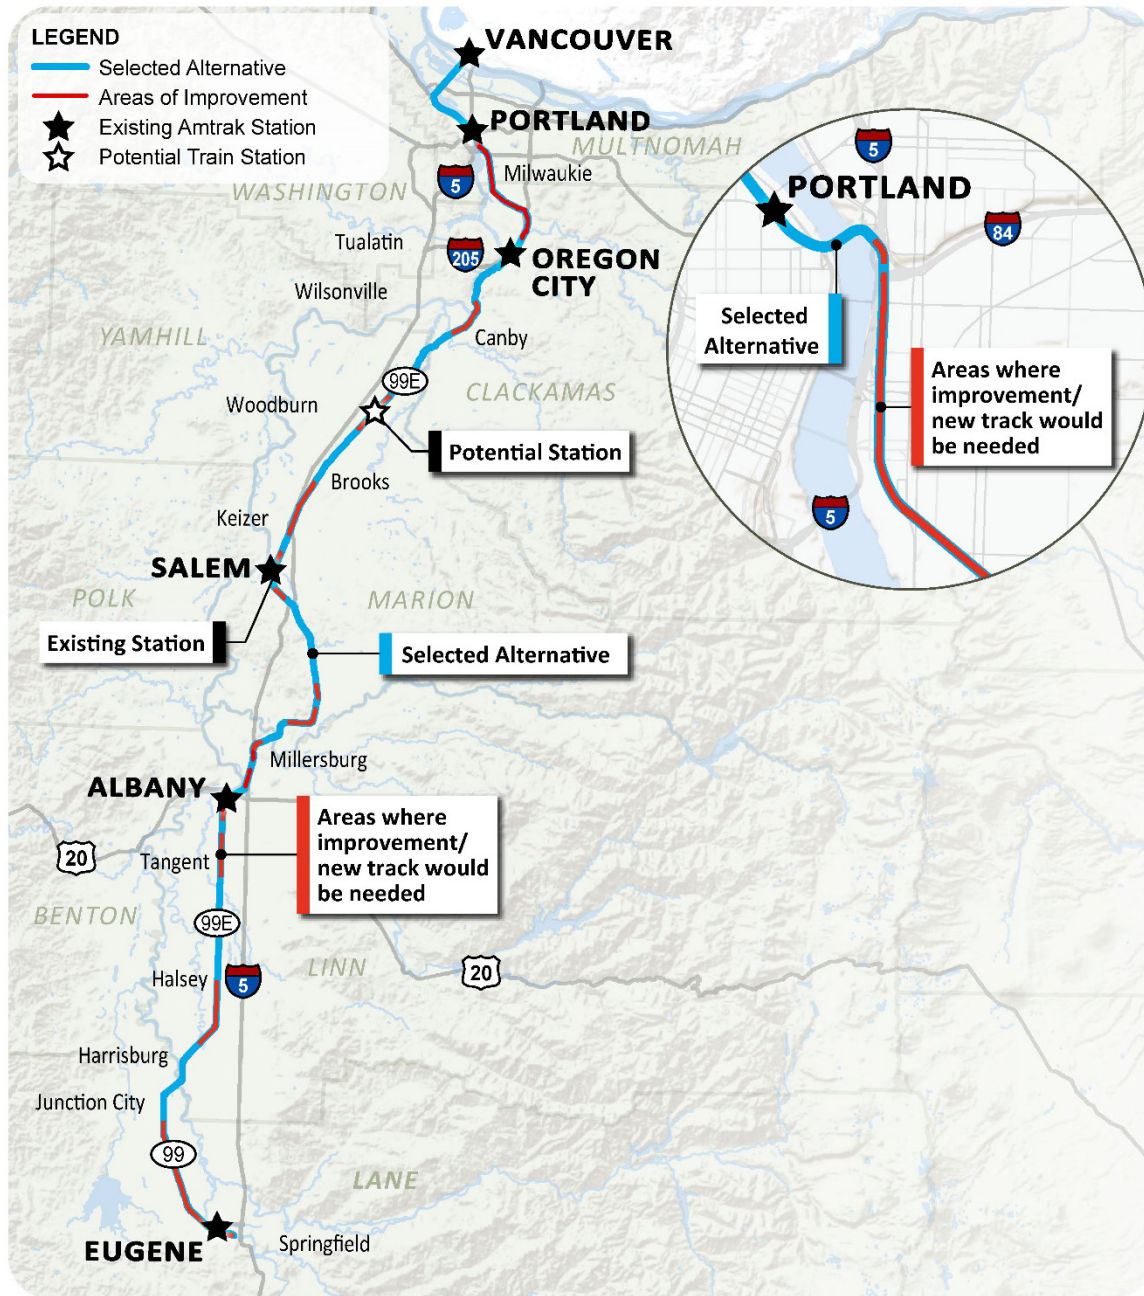 LEGEND
Selected Alternative
Areas of Improvement
Existing Amtrak Station
Potential Train Station
VANCOUVER
PORTLAND
MULTNOMAH
Milwaukie
WASHINGTON
5
Tualatin
205
OREGON
CITY
Wilsonville
YAMHILL
Canby
99E
CLACKAMAS
Woodburn
Potential Station
Brooks
Keizer
SALEM
POLK
MARION
Existing Station
Selected Alternative
Millersburg
ALBANY
Areas where
improvement/
new track would
be needed
20
Tangent
BENTON
99E
LINN
20
Halsey
5
Harrisburg
Junction City
99
LANE
EUGENE
Springfield
5
PORTLAND
84
Selected
Alternative
Areas where
improvement/
new track would
be needed
5